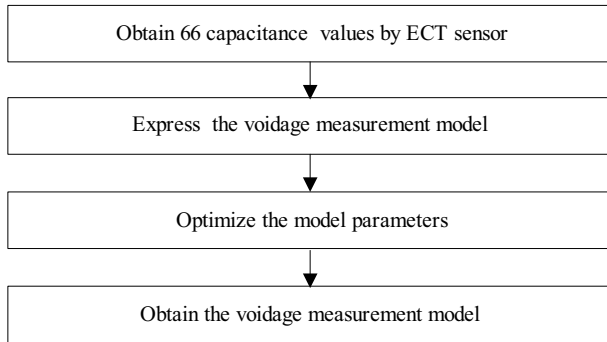 Obtain 66 capacitance values by ECT sensor
Express the voidage measurement model
Optimize the model parameters
Obtain the voidage measurement model